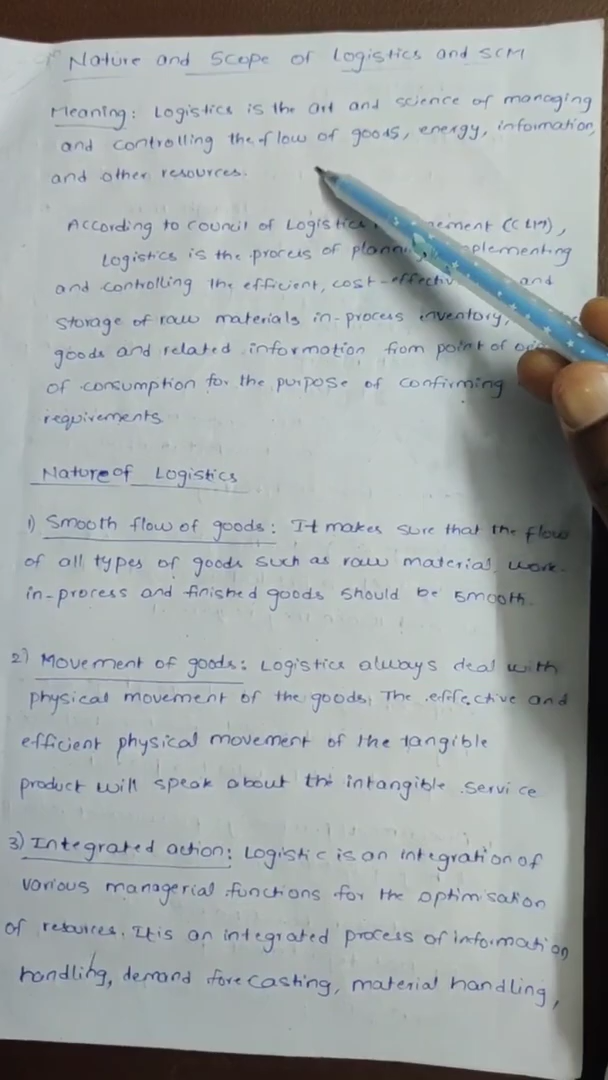 Nature and Scope of Logistics and SCM
Meaning: Logistics is the art and science of managing
and controlling the flow of goods, energy, information,
and other resources.
According to council of Logistics (CLM),
Logistics is the process of implementing
and controlling the efficient, cost-effective and
storage of raw materials in-process inventory,
goods and related information from point of
of consumption for the purpose of confirming
requirements
Nature of Logistics
1) Smooth flow of goods: It makes sure that the flow
of all types of goods such as raw material, work-
in-process and finished goods should be smooth.
2) Movement of goods: Logistics always deal with
physical movement of the goods, The effective and
efficient physical movement of the tangible
product will speak about the intangible service
3) Integrated action: Logistic is an integration of
various managerial functions for the optimisation
of resources. It is an integrated process of information
handling, demand forecasting, material handling,